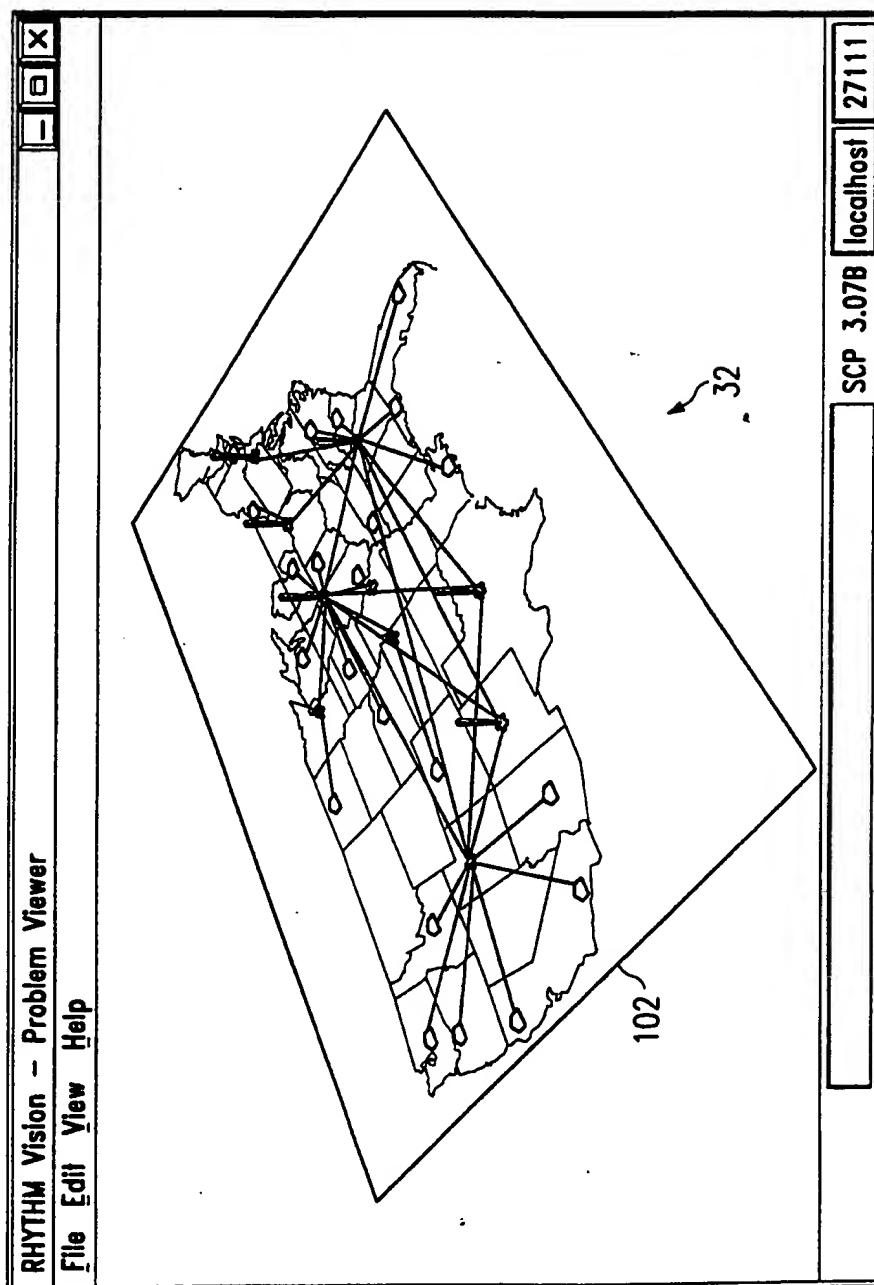 RHYTHM Vision – Problem Viewer
File Edit View Help
32
102
SCP 3.07B localhost 27111